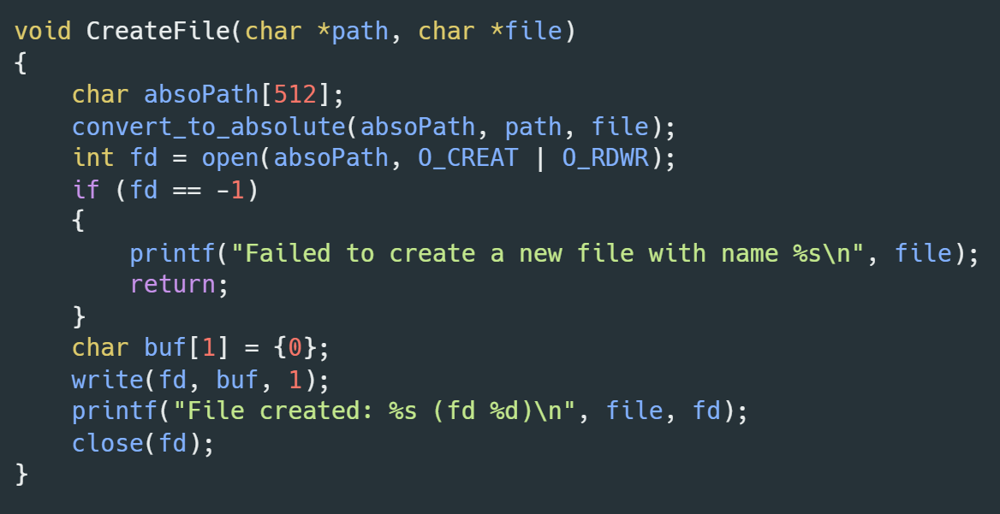 void CreateFile(char *path, char *file)
{
    char absoPath[512];
    convert_to_absolute(absoPath, path, file);
    int fd = open(absoPath, O_CREAT | O_RDWR);
    if (fd == -1)
    {
        printf("Failed to create a new file with name %s\n", file);
        return;
    }
    char buf[1] = {0};
    write(fd, buf, 1);
    printf("File created: %s (fd %d)\n", file, fd);
    close(fd);
}